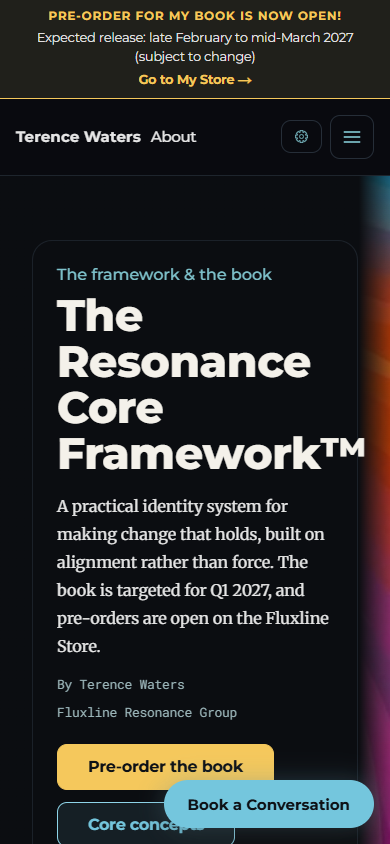 PRE-ORDER FOR MY BOOK IS NOW OPEN!
Expected release: late February to mid-March 2027
(subject to change)
Go to My Store →
Terence Waters About
The framework & the book
The
Resonance
Core
Framework™
A practical identity system for
making change that holds, built on
alignment rather than force. The
book is targeted for Q1 2027, and
pre-orders are open on the Fluxline
Store.
By Terence Waters
Fluxline Resonance Group
Pre-order the book
Book a Conversation
Core concepts